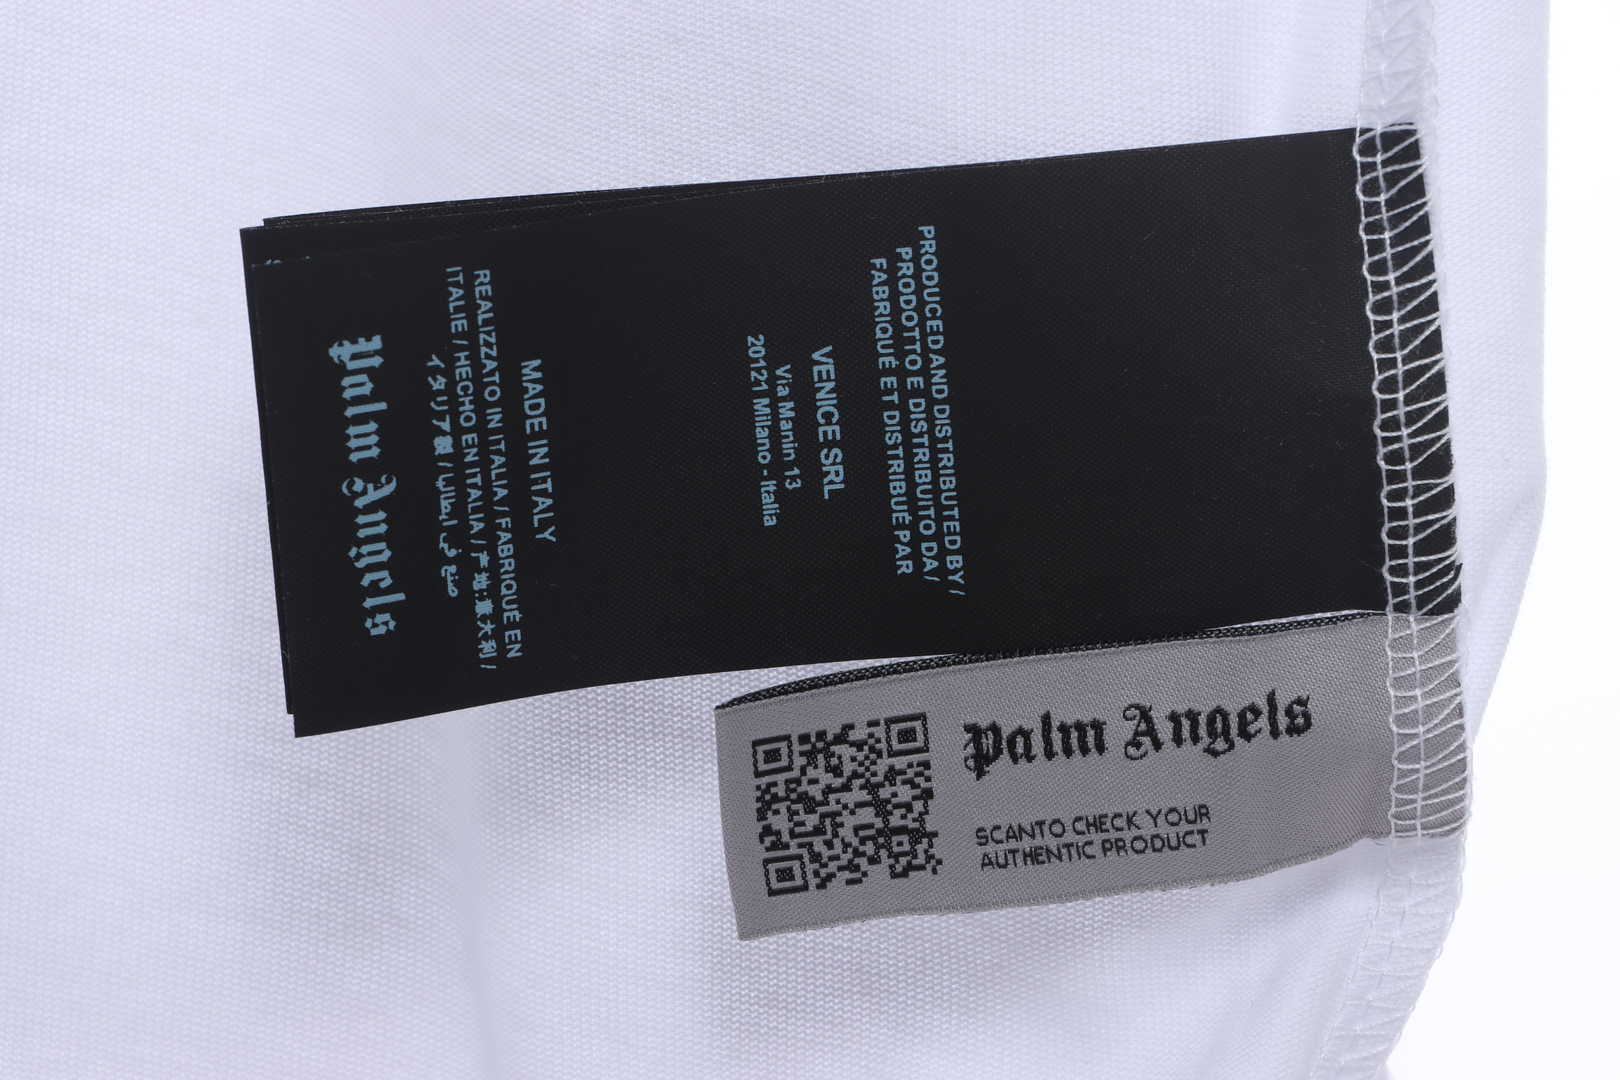 PRODUCED AND DISTRIBUTED BY /
PRODOTTO E DISTRIBUITO DA /
FABRIQUÉ ET DISTRIBUÉ PAR
VENICE SRL
Via Manin 13
20121 Milano - Italia
MADE IN ITALY
REALIZZATO IN ITALIA / FABRIQUÉ EN
ITALIE / HECHO EN ITALIA / 产地:意大利 /
イタリア製 / صنع في ايطاليا
Palm Angels
Palm Angels
SCANTO CHECK YOUR
AUTHENTIC PRODUCT